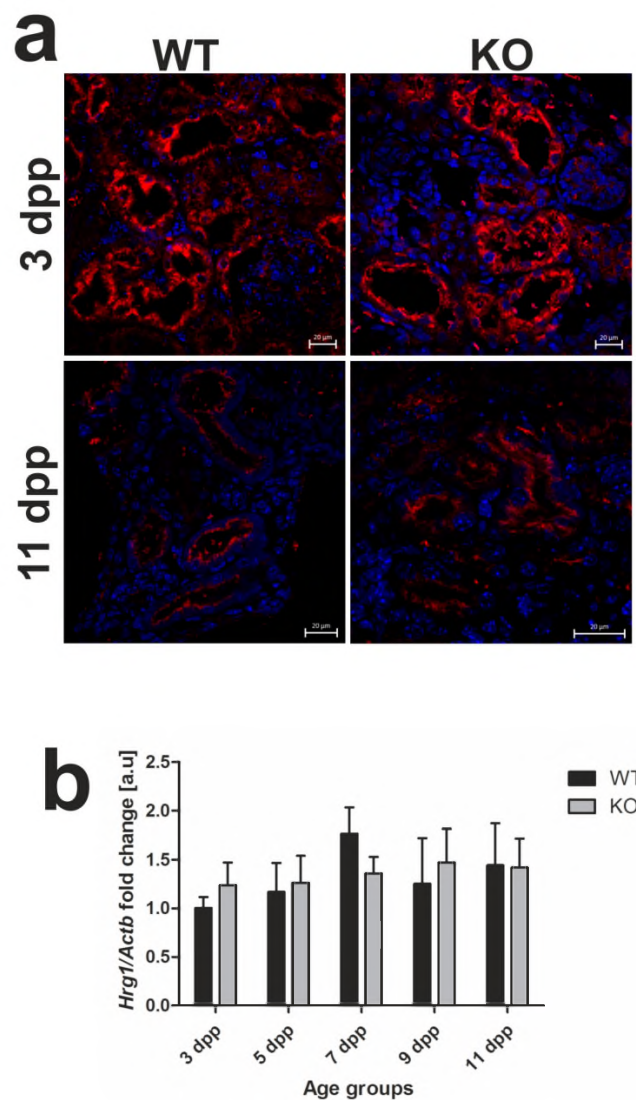 a
WT KO
3 dpp
20 µm
20 µm
11 dpp
20 µm
20 µm
b
Hrg1/Actb fold change [a.u]
2.5
2.0
1.5
1.0
0.5
0.0
WT
KO
3 dpp
5 dpp
7 dpp
9 dpp
11 dpp
Age groups